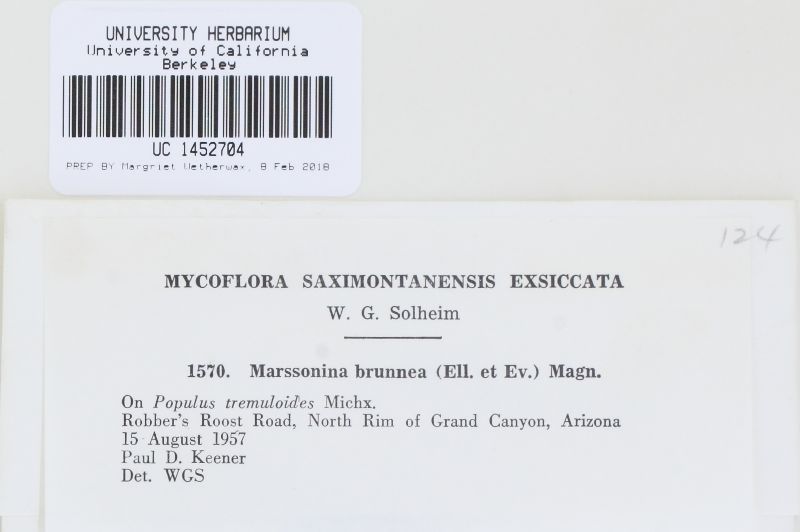 UNIVERSITY HERBARIUM
University of California
Berkeley
UC 1452704
PREP BY Margriet Wetherwax, 8 Feb 2018
124
MYCOFLORA SAXIMONTANENSIS EXSICCATA
W. G. Solheim
1570. Marssonina brunnea (Ell. et Ev.) Magn.
On Populus tremuloides Michx.
Robber's Roost Road, North Rim of Grand Canyon, Arizona
15 August 1957
Paul D. Keener
Det. WGS